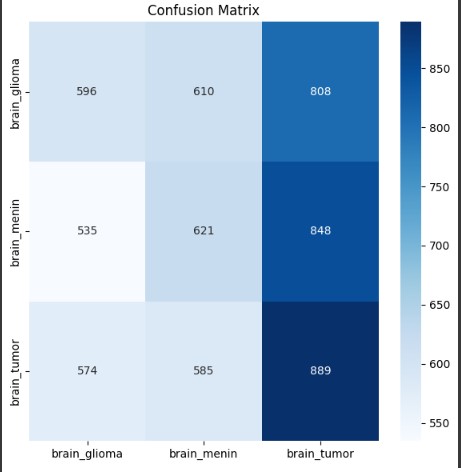 Confusion Matrix
brain_glioma
596 610 808
brain_menin
535 621 848
brain_tumor
574 585 889
brain_glioma brain_menin brain_tumor
850
800
750
700
650
600
550